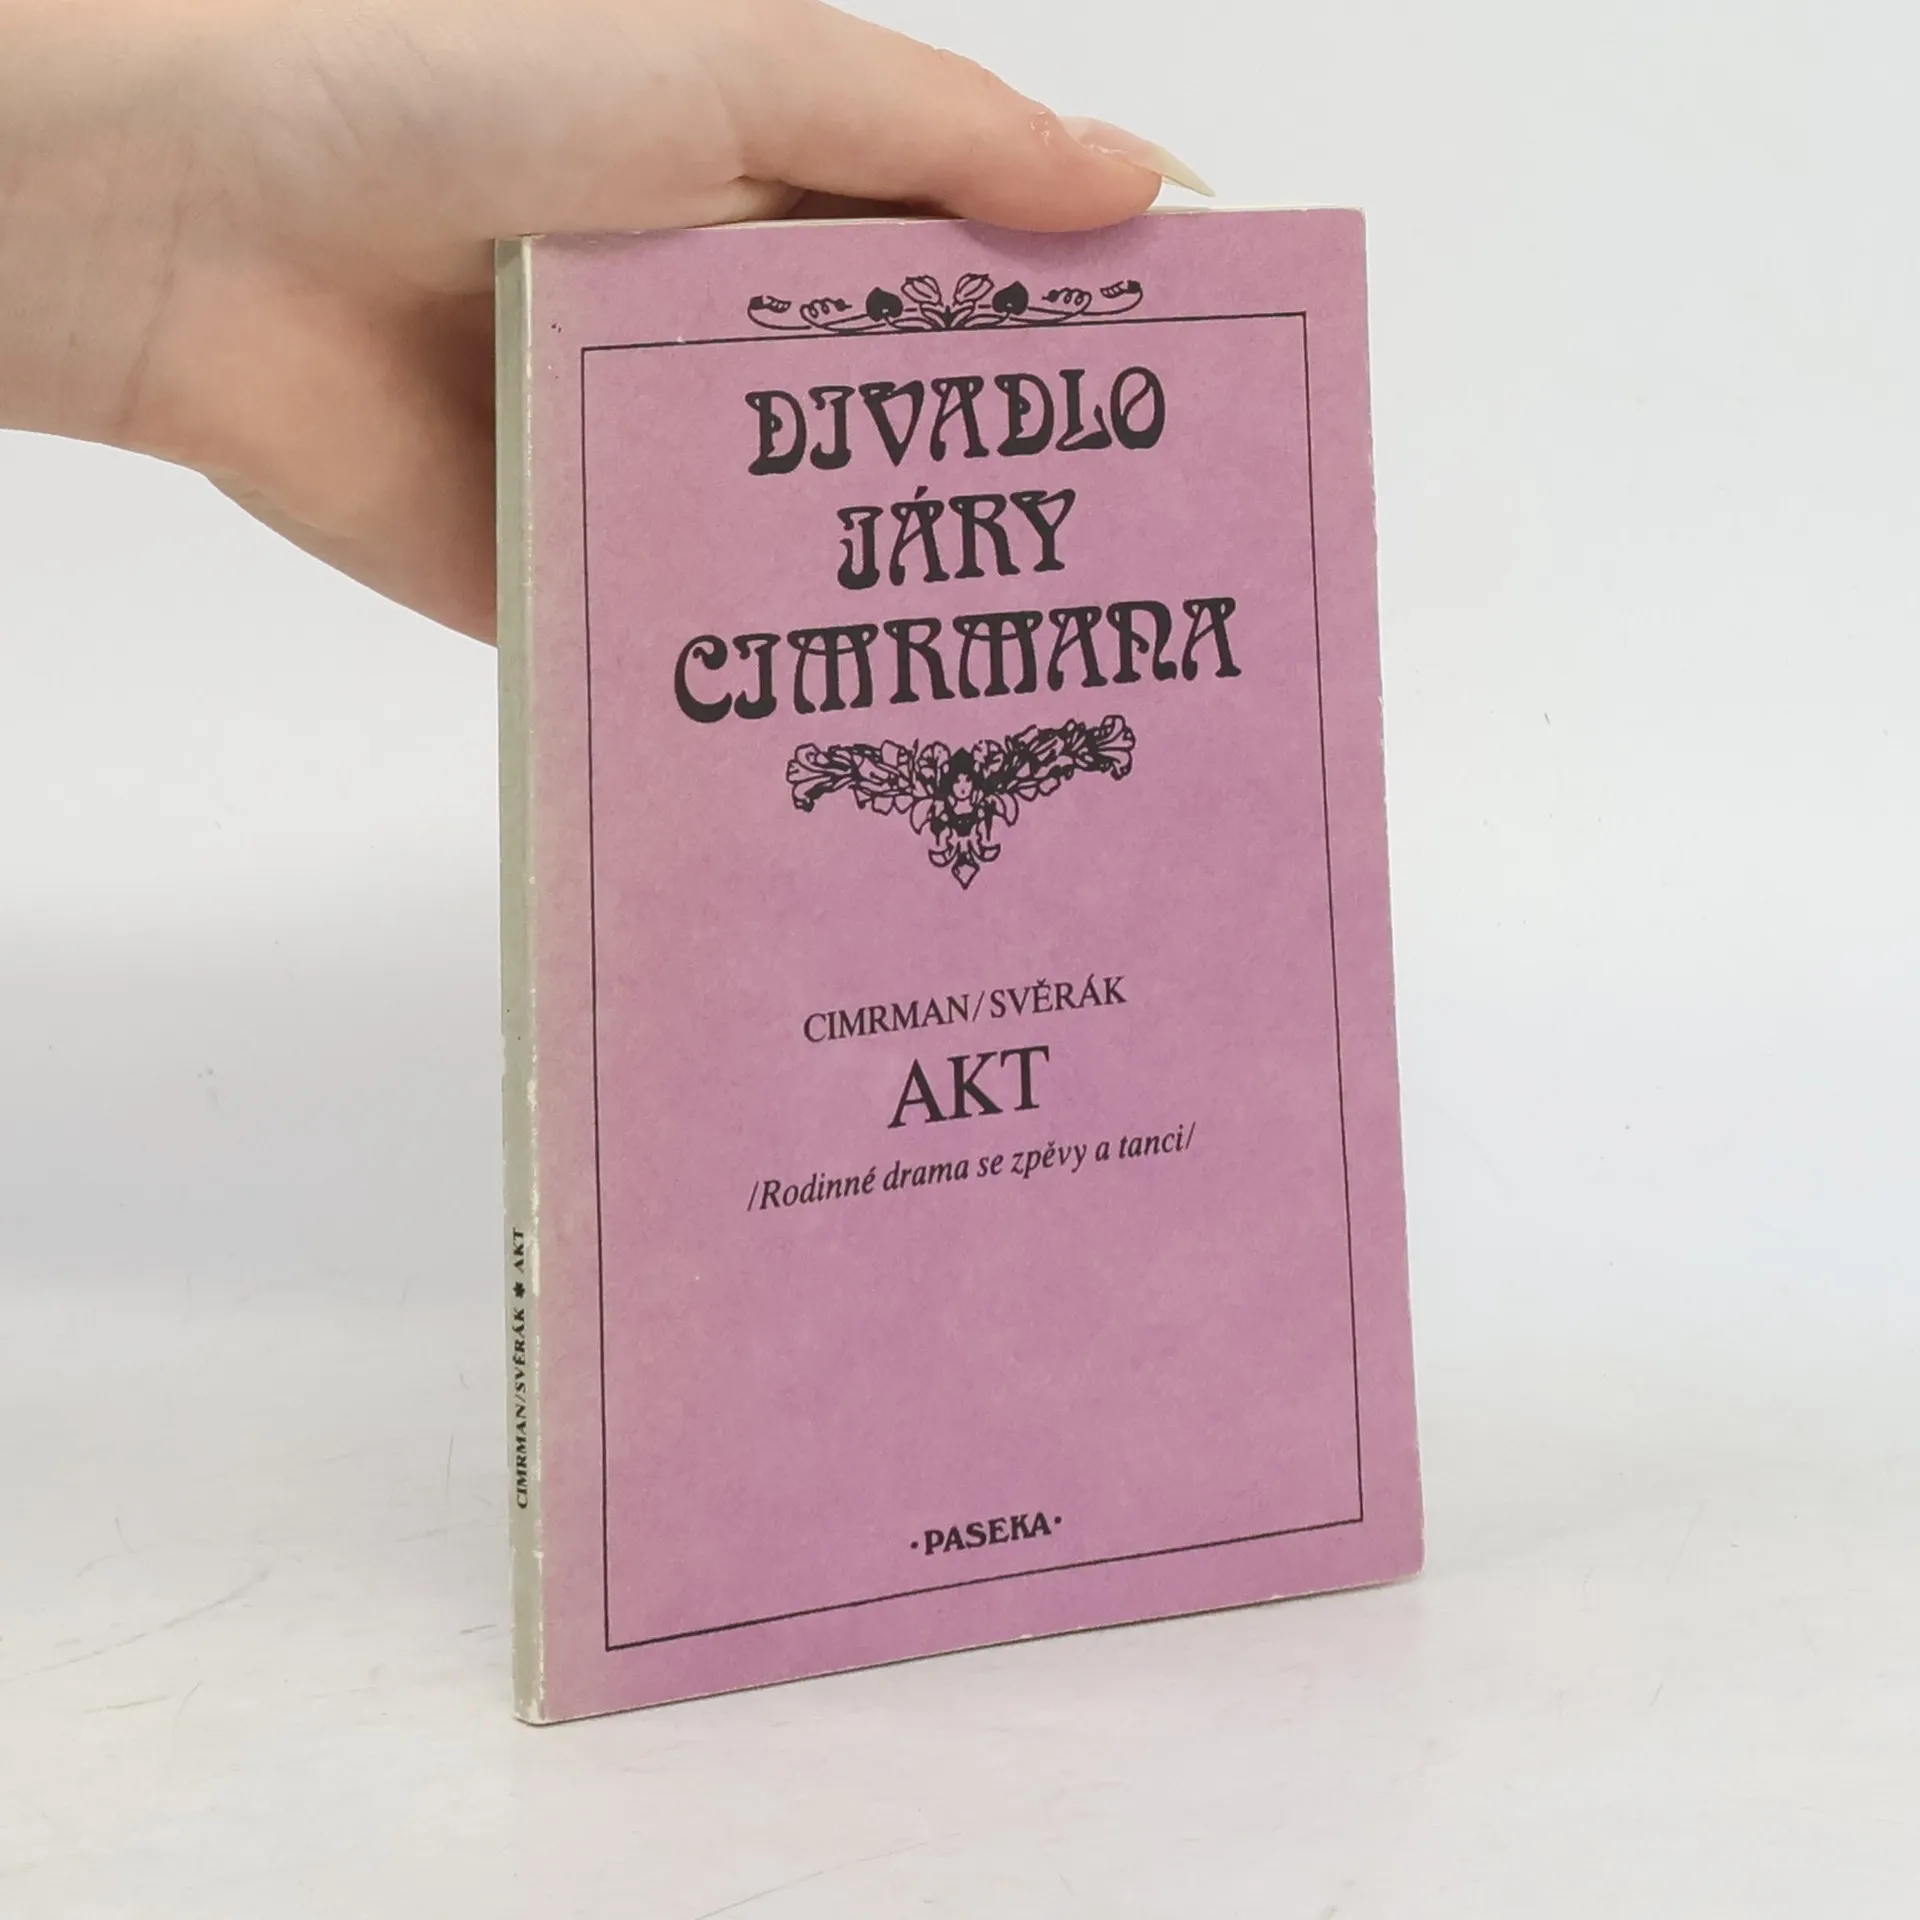 DIVADLO
JÁRY
CIMRMANA
CIMRMAN/SVĚRÁK
AKT
/Rodinné drama se zpěvy a tanci/
·PASEKA·
CIMRMAN/SVĚRÁK * AKT